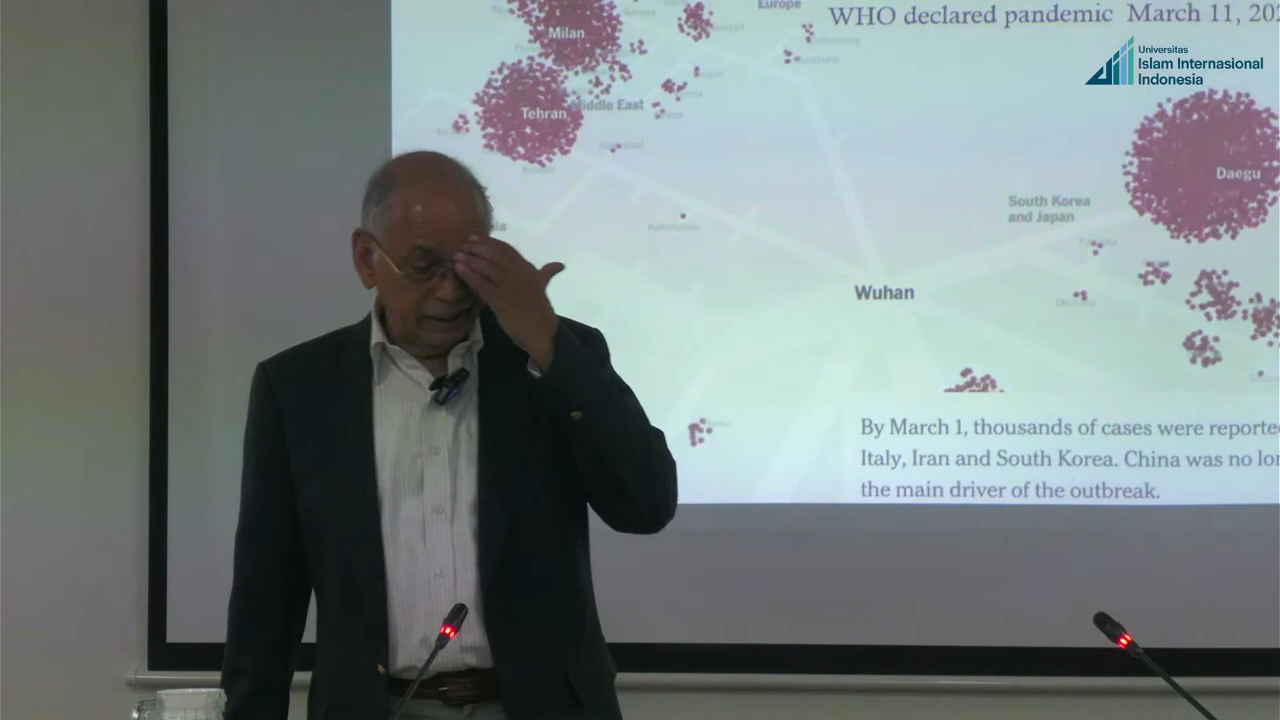 Europe
WHO declared pandemic March 11, 202
Milan
Universitas
Islam Internasional
Indonesia
Middle East
Tehran
Daegu
South Korea
and Japan
Kathmandu
Wuhan
By March 1, thousands of cases were reporte
Italy, Iran and South Korea. China was no lon
the main driver of the outbreak.